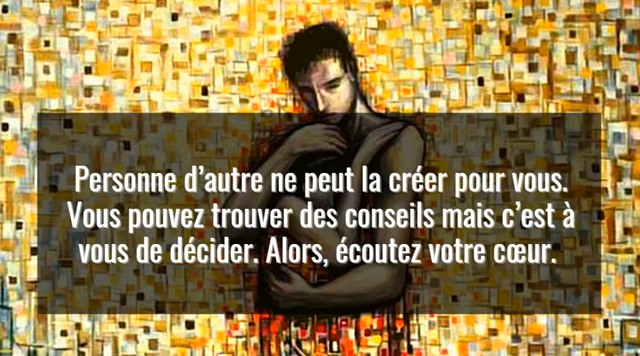 Personne d’autre ne peut la créer pour vous.
Vous pouvez trouver des conseils mais c’est à
vous de décider. Alors, écoutez votre cœur.